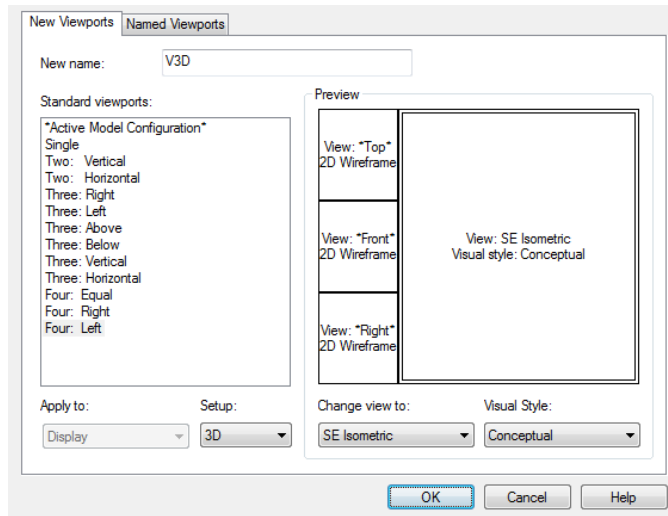 New Viewports Named Viewports
New name: V3D
Standard viewports:
*Active Model Configuration*
Single
Two: Vertical
Two: Horizontal
Three: Right
Three: Left
Three: Above
Three: Below
Three: Vertical
Three: Horizontal
Four: Equal
Four: Right
Four: Left
Preview
View: *Top*
2D Wireframe
View: *Front*
2D Wireframe
View: *Right*
2D Wireframe
View: SE Isometric
Visual style: Conceptual
Apply to: Setup: Change view to: Visual Style:
Display 3D SE Isometric Conceptual
OK Cancel Help